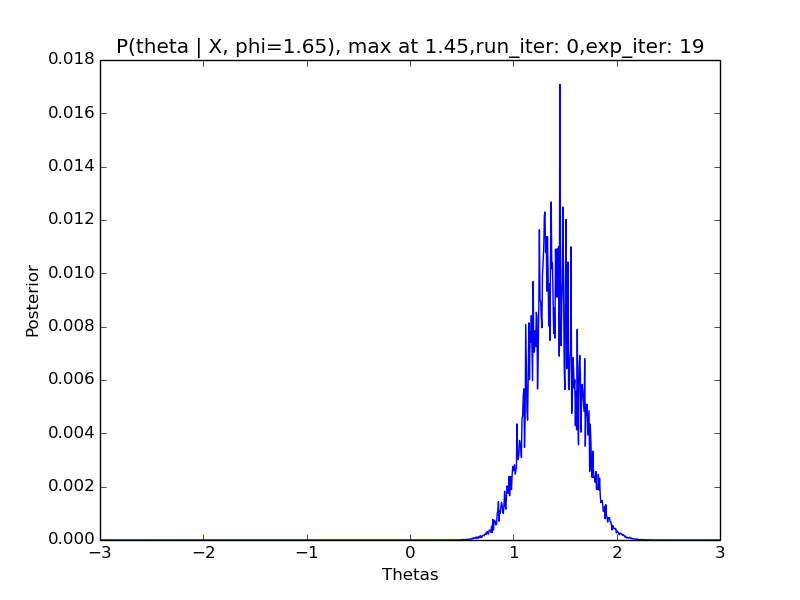 P(theta | X, phi=1.65), max at 1.45,run_iter: 0,exp_iter: 19
0.018
0.016
0.014
0.012
0.010
0.008
0.006
0.004
0.002
0.000
Posterior
−3 −2 −1 0 1 2 3
Thetas